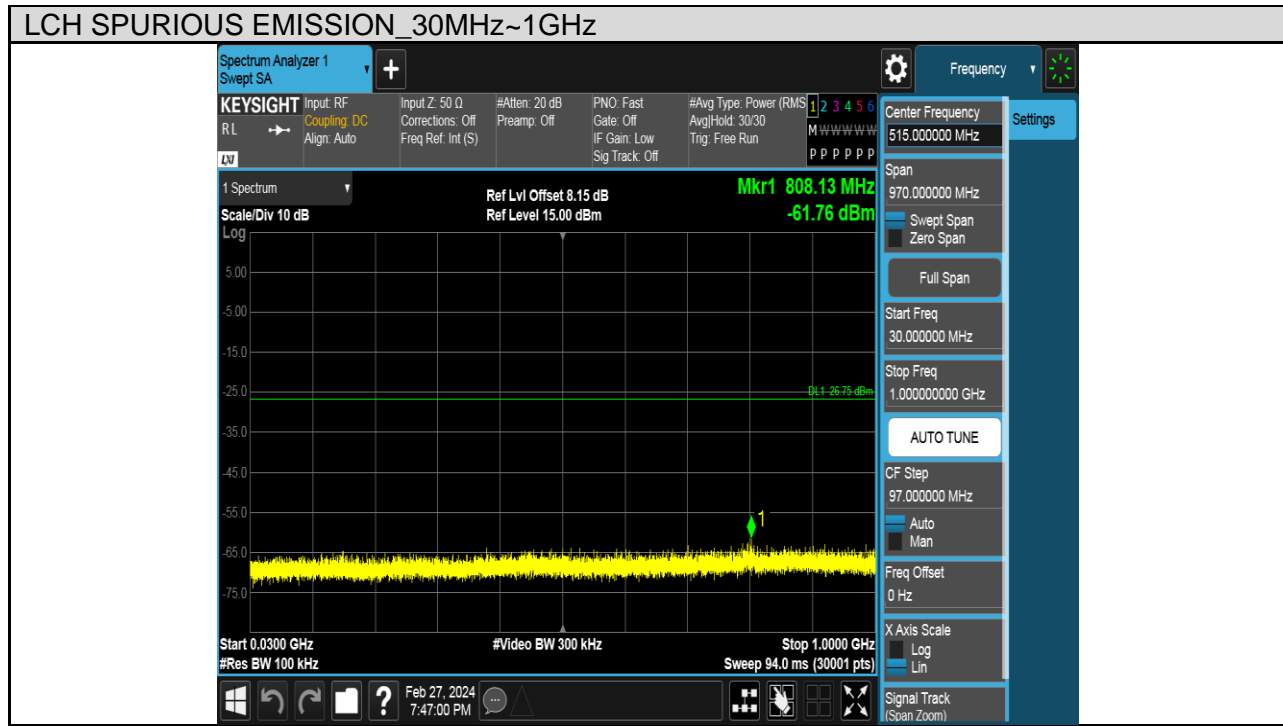 LCH SPURIOUS EMISSION_30MHz~1GHz
Spectrum Analyzer 1
Swept SA
+
Frequency
KEYSIGHT
RL
LXI
Input: RF
Coupling: DC
Align: Auto
Input Z: 50 Ω
Corrections: Off
Freq Ref: Int (S)
#Atten: 20 dB
Preamp: Off
PNO: Fast
Gate: Off
IF Gain: Low
Sig Track: Off
#Avg Type: Power (RMS
Avg|Hold: 30/30
Trig: Free Run
1 2 3 4 5 6
M W W W W W
P P P P P P
1 Spectrum
Scale/Div 10 dB
Log
Ref Lvl Offset 8.15 dB
Ref Level 15.00 dBm
Mkr1 808.13 MHz
-61.76 dBm
5.00
-5.00
-15.0
-25.0
DL1 -26.75 dBm
-35.0
-45.0
-55.0
1
-65.0
-75.0
Start 0.0300 GHz
#Res BW 100 kHz
#Video BW 300 kHz
Stop 1.0000 GHz
Sweep 94.0 ms (30001 pts)
?
Feb 27, 2024
7:47:00 PM
Center Frequency
515.000000 MHz
Settings
Span
970.000000 MHz
Swept Span
Zero Span
Full Span
Start Freq
30.000000 MHz
Stop Freq
1.000000000 GHz
AUTO TUNE
CF Step
97.000000 MHz
Auto
Man
Freq Offset
0 Hz
X Axis Scale
Log
Lin
Signal Track
(Span Zoom)